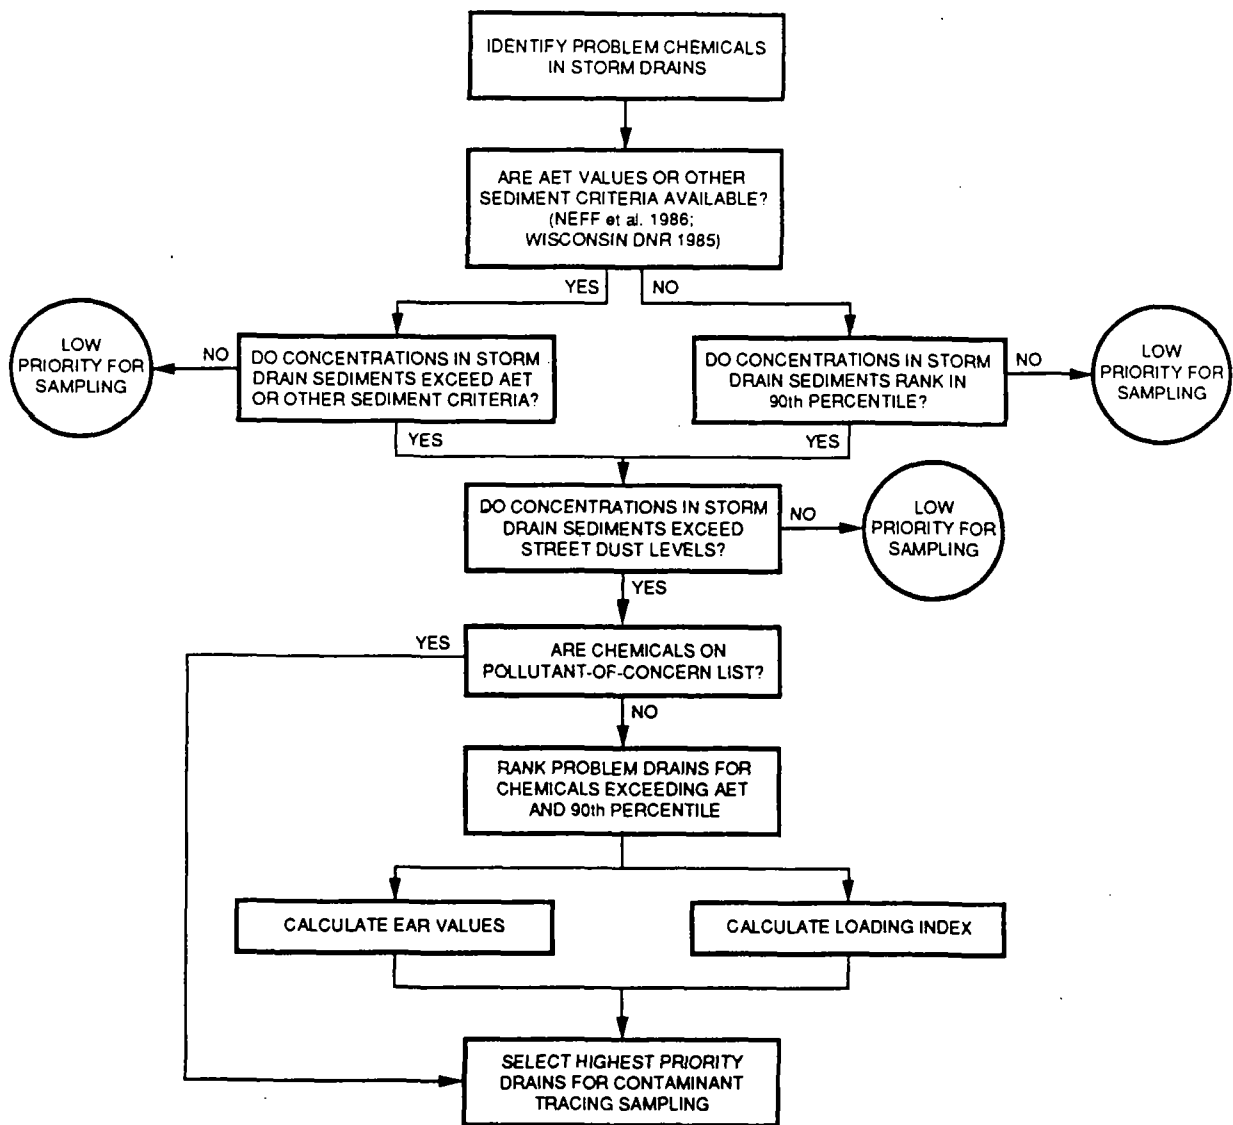 IDENTIFY PROBLEM CHEMICALS
IN STORM DRAINS
ARE AET VALUES OR OTHER
SEDIMENT CRITERIA AVAILABLE?
(NEFF et al. 1986;
WISCONSIN DNR 1985)
YES
NO
LOW
PRIORITY FOR
SAMPLING
NO
DO CONCENTRATIONS IN STORM
DRAIN SEDIMENTS EXCEED AET
OR OTHER SEDIMENT CRITERIA?
DO CONCENTRATIONS IN STORM
DRAIN SEDIMENTS RANK IN
90th PERCENTILE?
NO
LOW
PRIORITY FOR
SAMPLING
YES
YES
DO CONCENTRATIONS IN STORM
DRAIN SEDIMENTS EXCEED
STREET DUST LEVELS?
NO
LOW
PRIORITY FOR
SAMPLING
YES
YES
ARE CHEMICALS ON
POLLUTANT-OF-CONCERN LIST?
NO
RANK PROBLEM DRAINS FOR
CHEMICALS EXCEEDING AET
AND 90th PERCENTILE
CALCULATE EAR VALUES
CALCULATE LOADING INDEX
SELECT HIGHEST PRIORITY
DRAINS FOR CONTAMINANT
TRACING SAMPLING